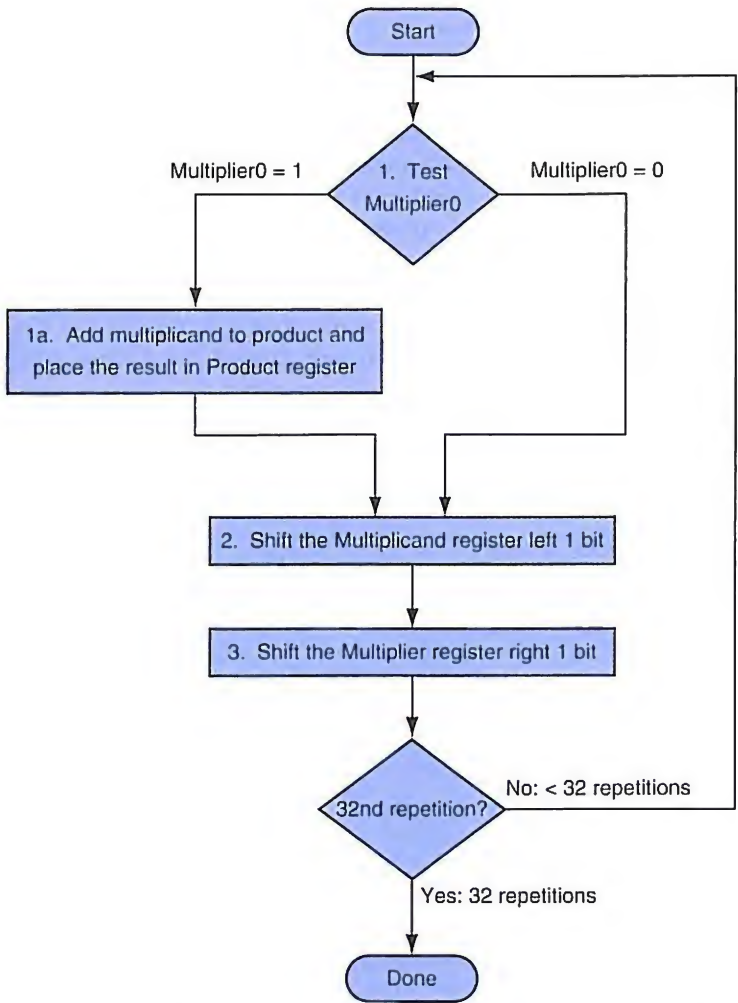 Start
Multiplier0 = 1
1. Test
Multiplier0
Multiplier0 = 0
1a. Add multiplicand to product and
place the result in Product register
2. Shift the Multiplicand register left 1 bit
3. Shift the Multiplier register right 1 bit
32nd repetition?
No: < 32 repetitions
Yes: 32 repetitions
Done